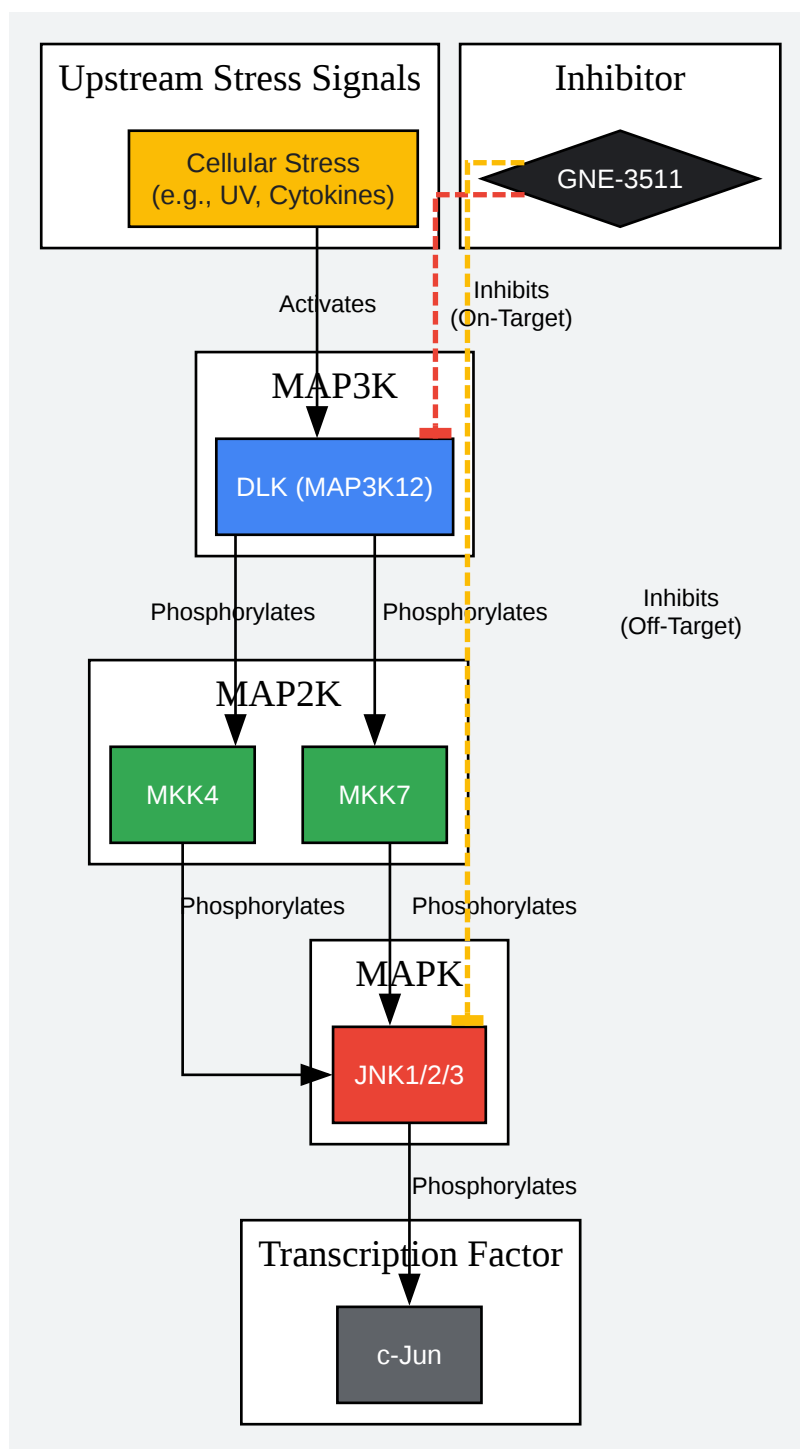 Upstream Stress Signals
Inhibitor
Cellular Stress
(e.g., UV, Cytokines)
GNE-3511
Activates
Inhibits
(On-Target)
MAP3K
DLK (MAP3K12)
Phosphorylates
Phosphorylates
Inhibits
(Off-Target)
MAP2K
MKK4
MKK7
Phosphorylates
Phosphorylates
MAPK
JNK1/2/3
Phosphorylates
Transcription Factor
c-Jun